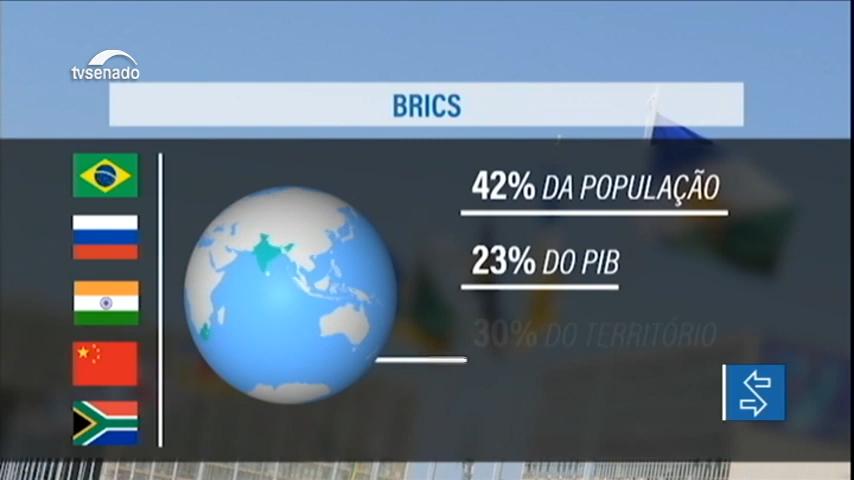 tvsenado
BRICS
42% DA POPULAÇÃO
23% DO PIB
30% DO TERRITÓRIO